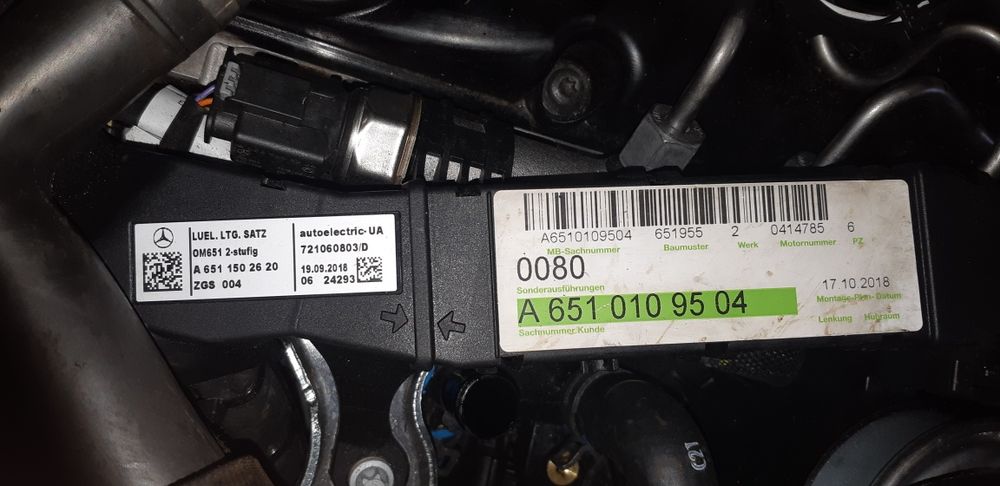 LUEL. LTG. SATZ
OM651 2-stufig
A 651 150 26 20
ZGS 004
autoelectric-UA
721060803/D
19.09.2018
06 24293
A6510109504 651955 2 0414785 6
MB-Sachnummer Baumuster Werk Motornummer PZ
0080
Sonderausführungen
17 10.2018
A 651 010 95 04
Montage-Plan-Datum
Sachnummer.Kunde
Lenkung Hubraum
C21